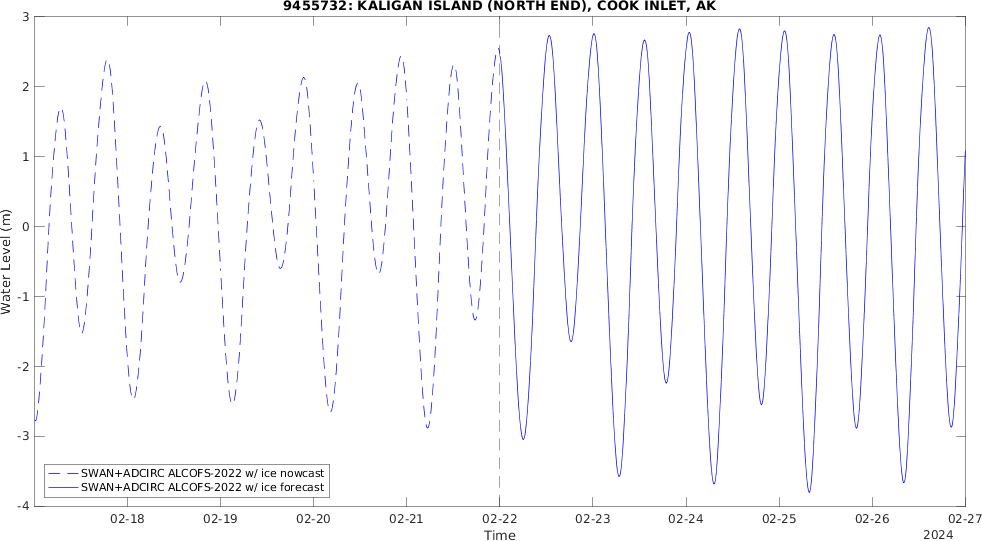 9455732: KALIGAN ISLAND (NORTH END), COOK INLET, AK
3
2
1
0
-1
-2
-3
-4
Water Level (m)
SWAN+ADCIRC ALCOFS-2022 w/ ice nowcast
SWAN+ADCIRC ALCOFS-2022 w/ ice forecast
02-18 02-19 02-20 02-21 02-22 02-23 02-24 02-25 02-26 02-27
Time
2024